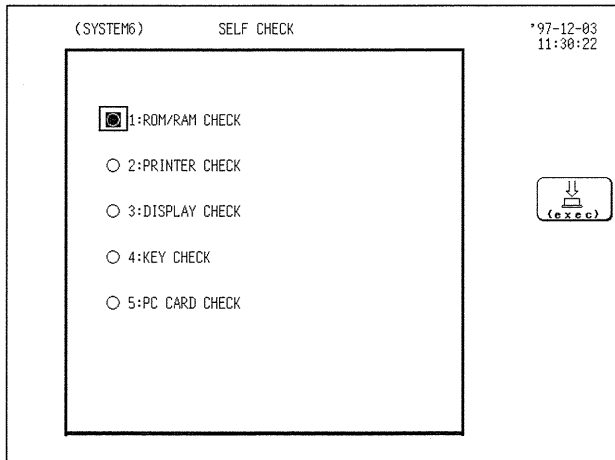 (SYSTEM6) SELF CHECK '97-12-03
11:30:22
1:ROM/RAM CHECK
2:PRINTER CHECK
3:DISPLAY CHECK
(exec)
4:KEY CHECK
5:PC CARD CHECK